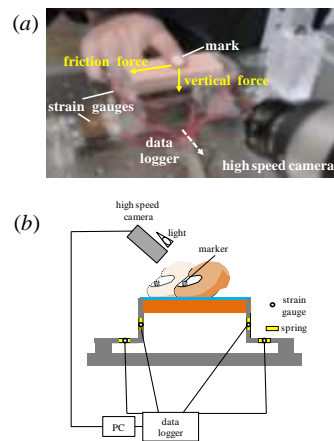 (a)
mark
friction force
vertical force
strain gauges
data
logger
high speed camera
(b)
high speed
camera
light
marker
strain
gauge
spring
PC
data
logger